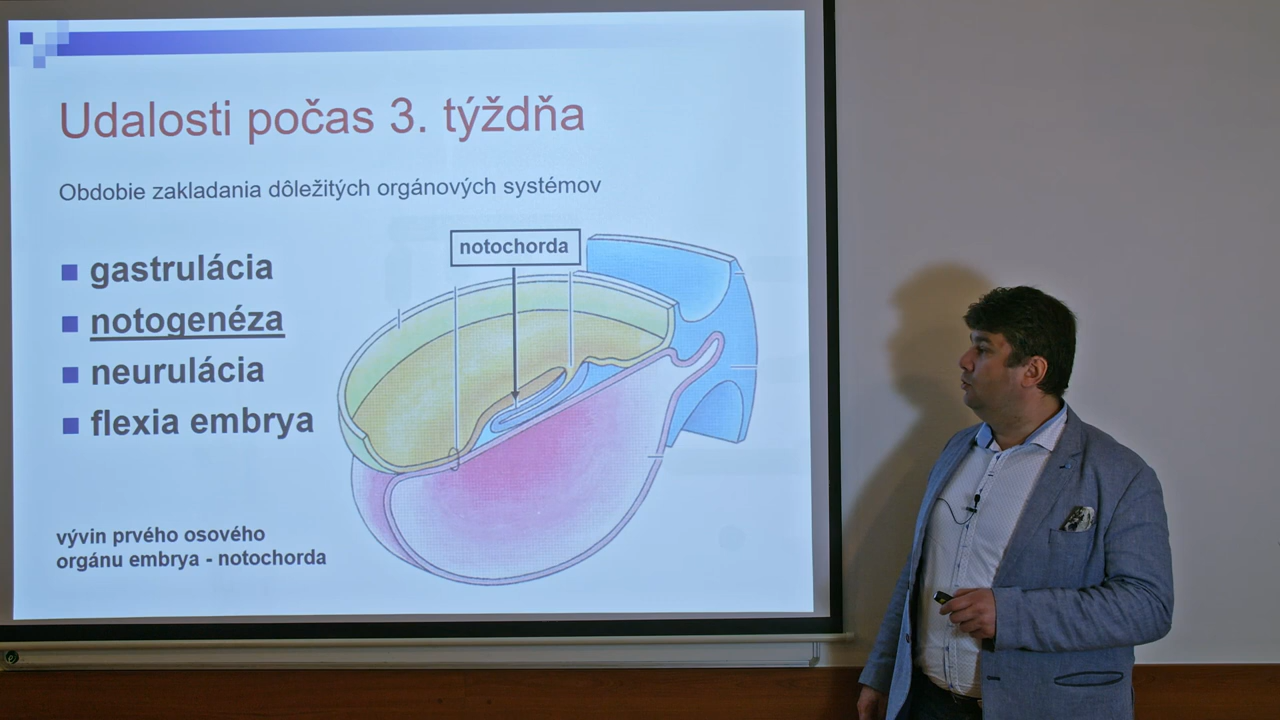 Udalosti počas 3. týždňa
Obdobie zakladania dôležitých orgánových systémov
notochorda
gastrulácia
notogenéza
neurulácia
flexia embrya
vývin prvého osového
orgánu embrya - notochorda